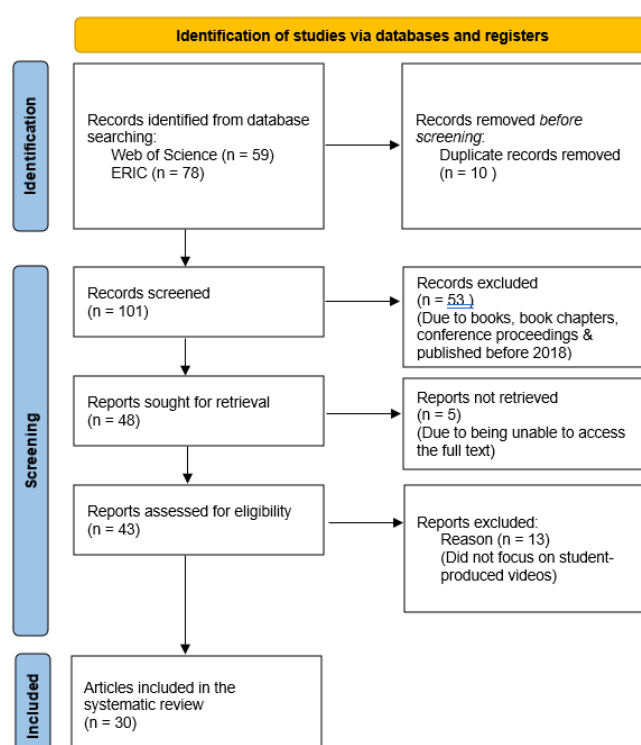 Identification of studies via databases and registers
Identification
Records identified from database
searching:
Web of Science (n = 59)
ERIC (n = 78)
Records removed before
screening:
Duplicate records removed
(n = 10 )
Screening
Records screened
(n = 101)
Records excluded
(n = 53 )
(Due to books, book chapters,
conference proceedings &
published before 2018)
Reports sought for retrieval
(n = 48)
Reports not retrieved
(n = 5)
(Due to being unable to access
the full text)
Reports assessed for eligibility
(n = 43)
Reports excluded:
Reason (n = 13)
(Did not focus on student-
produced videos)
Included
Articles included in the
systematic review
(n = 30)